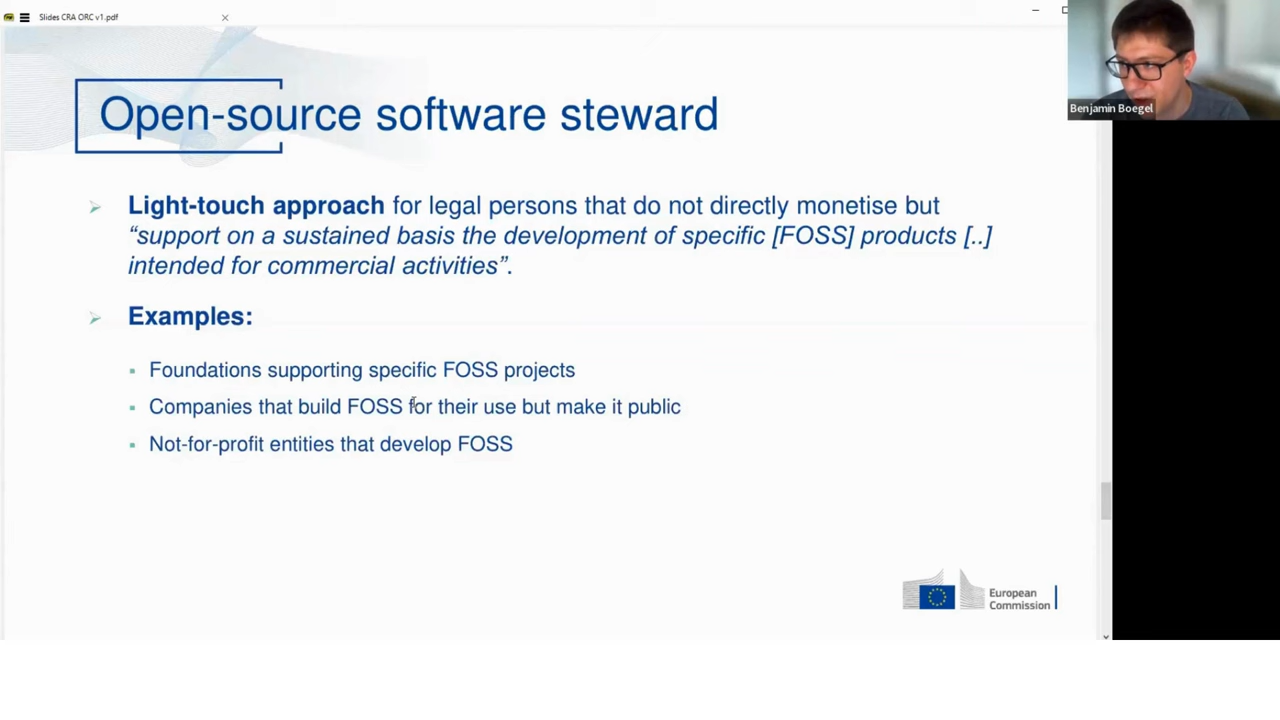 Slides CRA ORC v1.pdf
Benjamin Boegel
Open-source software steward
Light-touch approach for legal persons that do not directly monetise but
“support on a sustained basis the development of specific [FOSS] products [..]
intended for commercial activities”.
Examples:
Foundations supporting specific FOSS projects
Companies that build FOSS for their use but make it public
Not-for-profit entities that develop FOSS
European
Commission